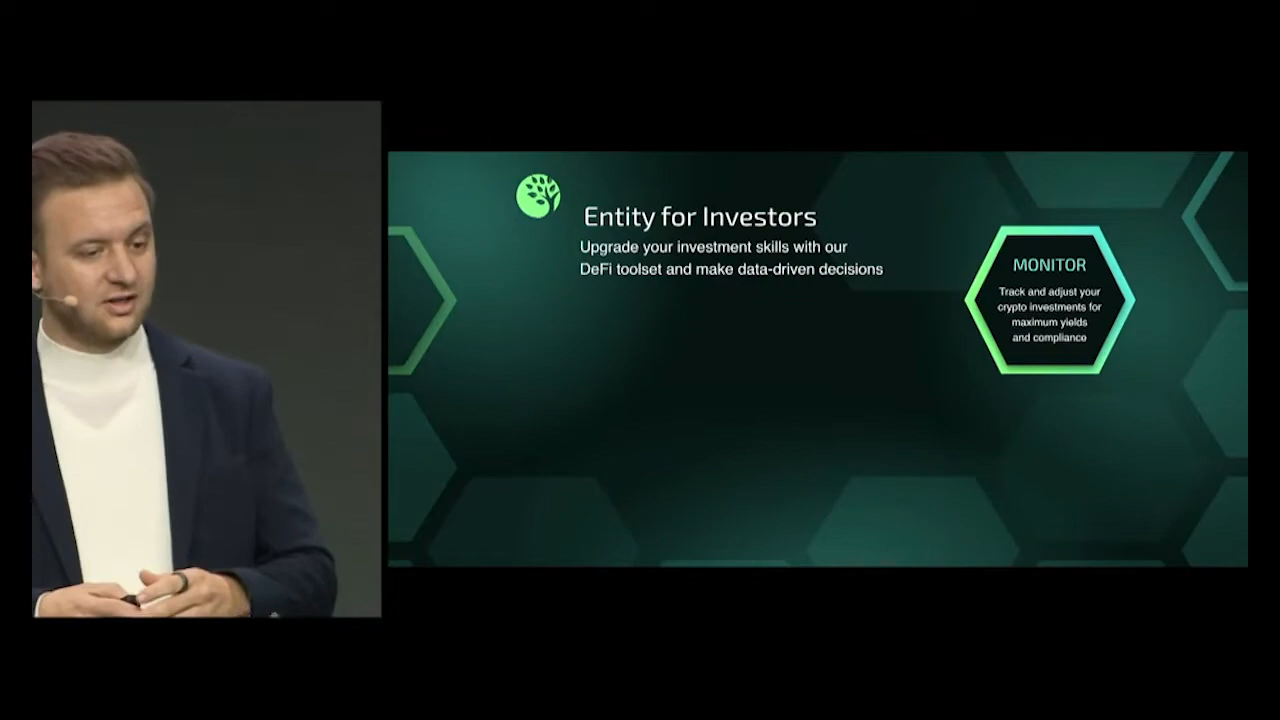 Entity for Investors
Upgrade your investment skills with our
DeFi toolset and make data-driven decisions
MONITOR
Track and adjust your
crypto investments for
maximum yields
and compliance